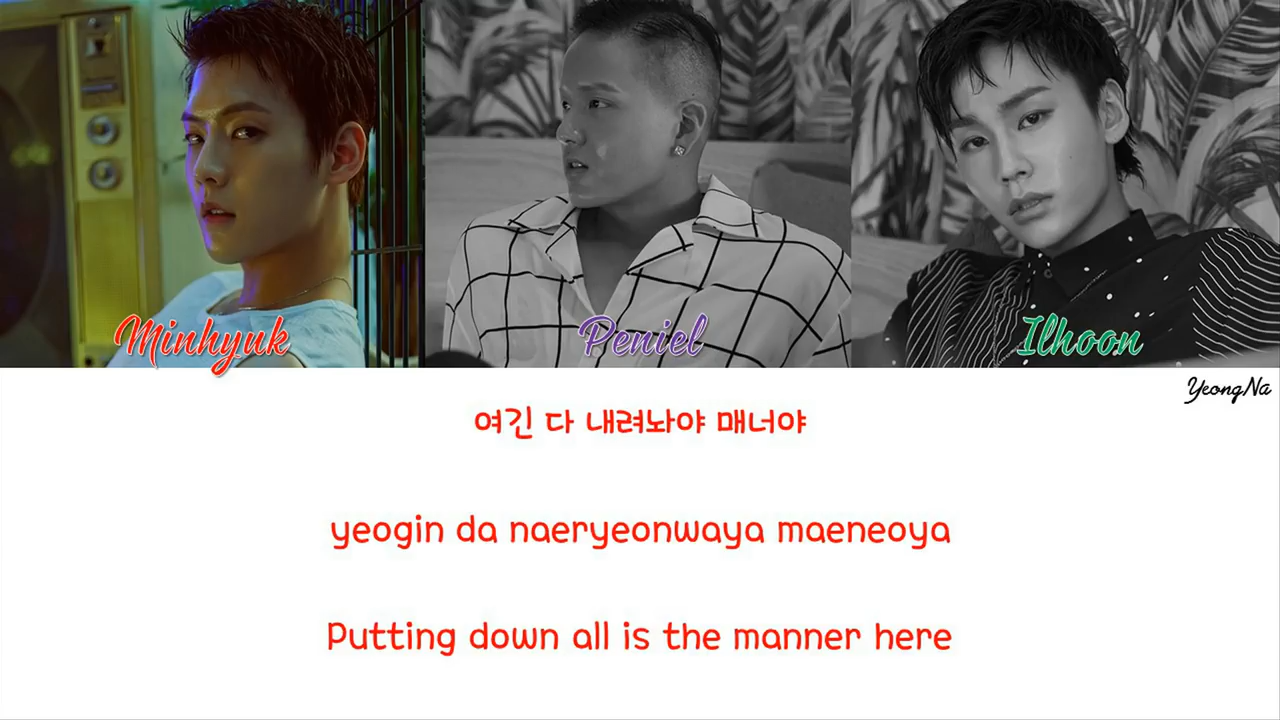 Minhyuk
Peniel
Ilhoon
YeongNa
여긴 다 내려놔야 매너야
yeogin da naeryeonwaya maeneoya
Putting down all is the manner here